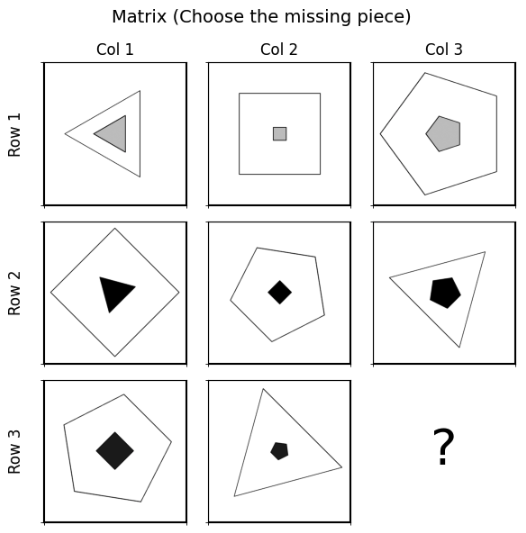 Matrix (Choose the missing piece)
Col 1 Col 2 Col 3
Row 1
Row 2
Row 3
?